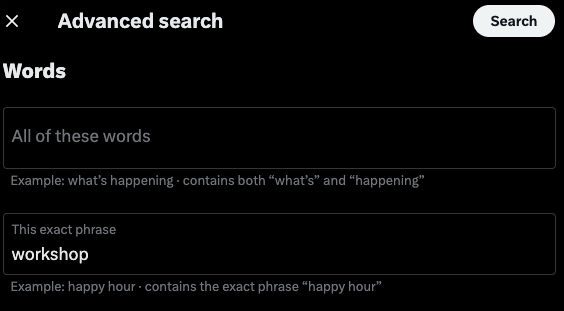 Advanced search
Search
Words
All of these words
Example: what’s happening · contains both “what’s” and “happening”
This exact phrase
workshop
Example: happy hour · contains the exact phrase “happy hour”